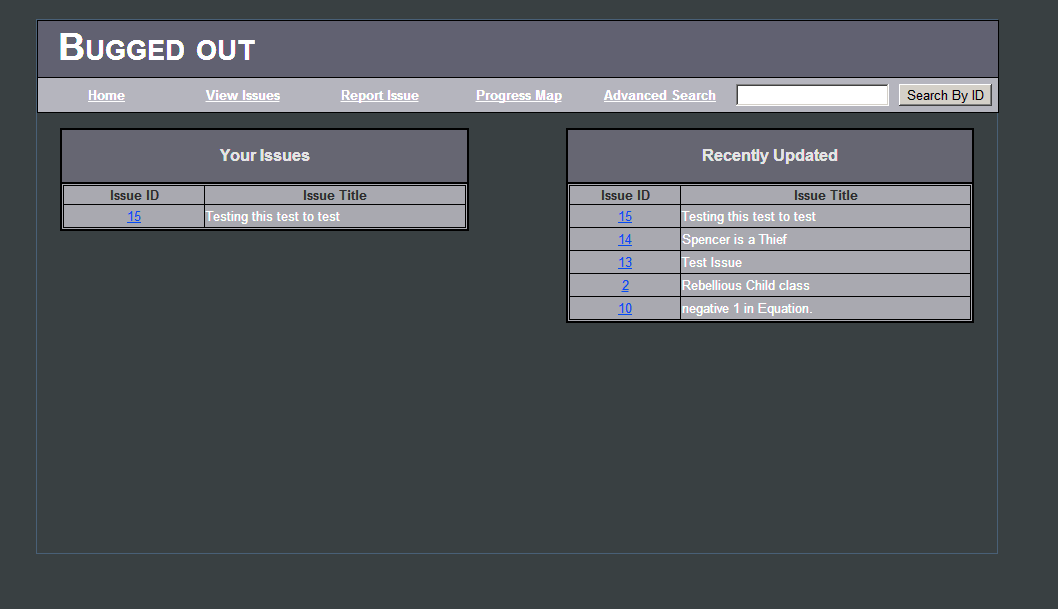 Bugged out
Home View Issues Report Issue Progress Map Advanced Search Search By ID
Your Issues
Issue ID Issue Title
15 Testing this test to test
Recently Updated
Issue ID Issue Title
15 Testing this test to test
14 Spencer is a Thief
13 Test Issue
2 Rebellious Child class
10 negative 1 in Equation.